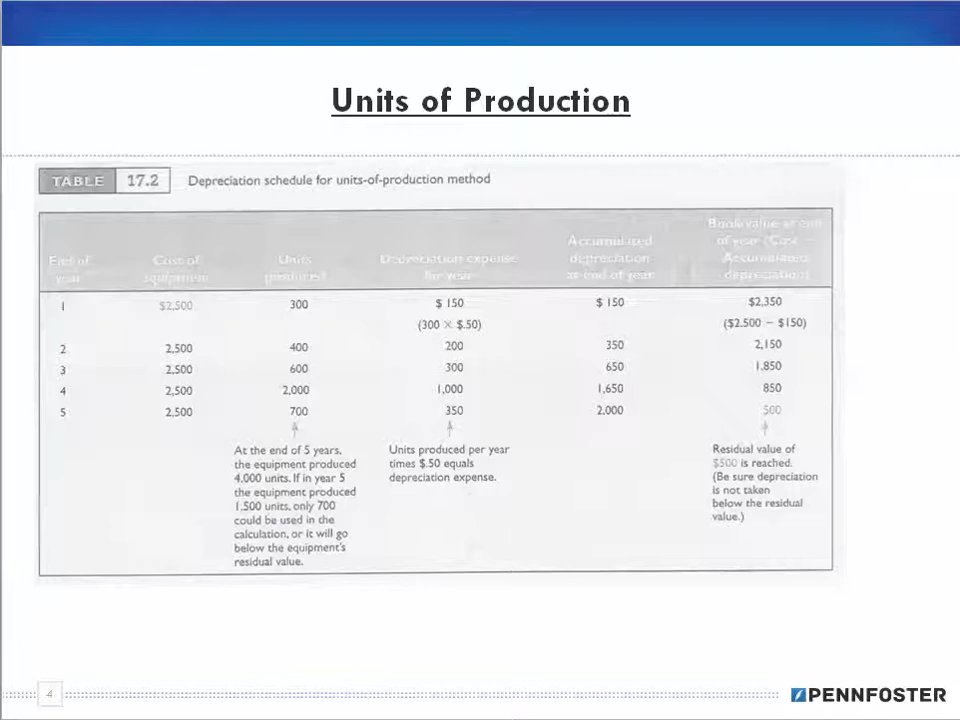 Units of Production
TABLE 17.2 Depreciation schedule for units-of-production method
End of year Cost of equipment Units produced Depreciation expense for year Accumulated depreciation at end of year Book value at end of year (Cost − Accumulated depreciation)
1 $2,500 300 $ 150 $ 150 $2,350
(300 × $.50) ($2,500 − $150)
2 2,500 400 200 350 2,150
3 2,500 600 300 650 1,850
4 2,500 2,000 1,000 1,650 850
5 2,500 700 350 2,000 500
At the end of 5 years,
the equipment produced
4,000 units. If in year 5
the equipment produced
1,500 units, only 700
could be used in the
calculation, or it will go
below the equipment's
residual value.
Units produced per year
times $.50 equals
depreciation expense.
Residual value of
$500 is reached.
(Be sure depreciation
is not taken
below the residual
value.)
4
PENNFOSTER